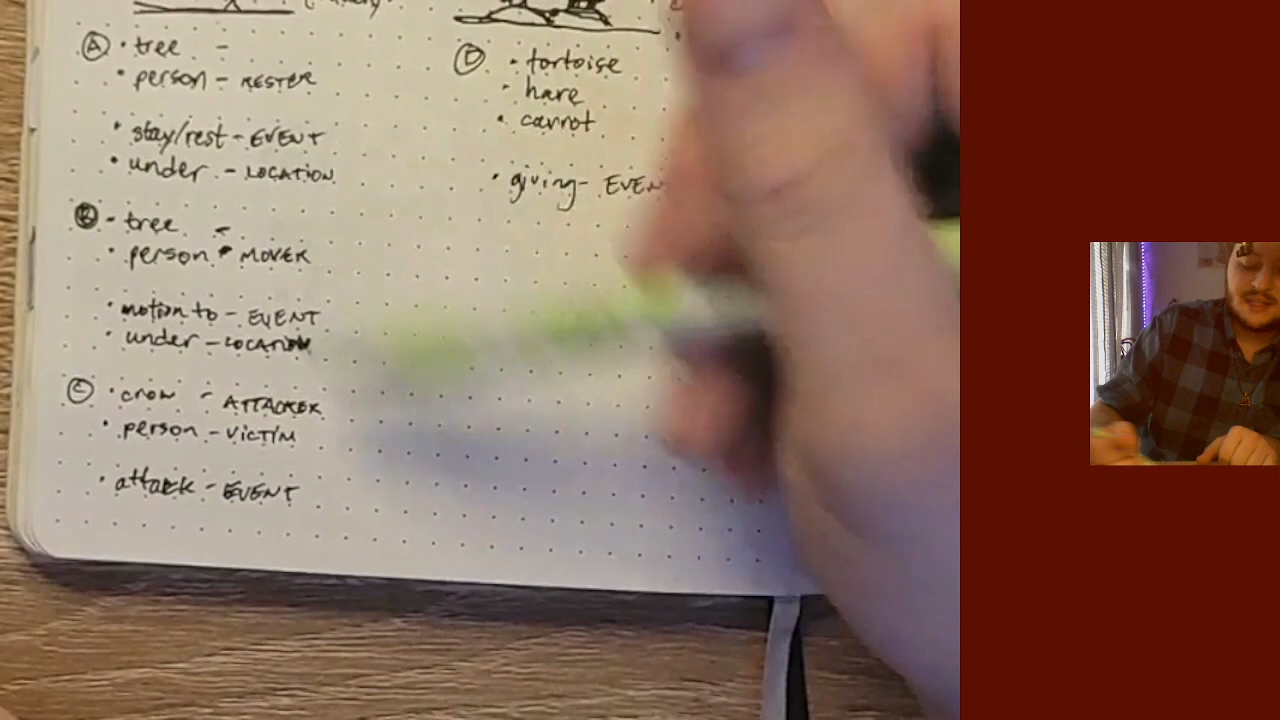 Ⓐ • tree -
• person - RESTER
• stay/rest - EVENT
• under - LOCATION
Ⓑ - tree -
• person • MOVER
• motion to - EVENT
• under - LOCATION
Ⓒ • crow - ATTACKER
• person - VICTIM
• attack - EVENT
Ⓓ • tortoise
• hare
• carrot
• giving - EVEN